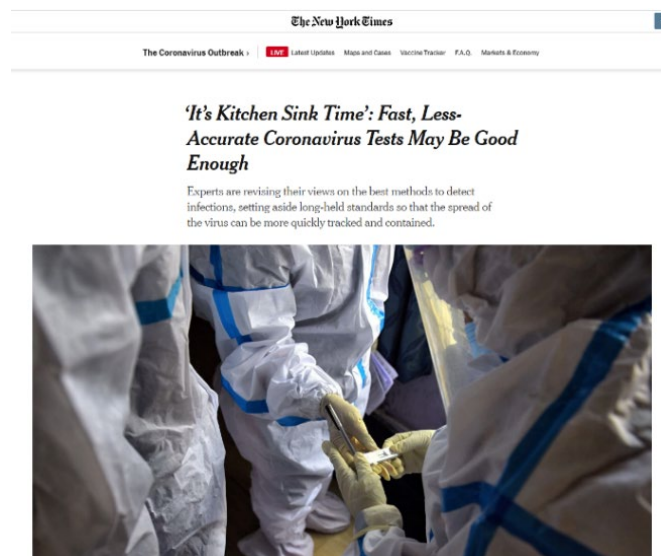 The New York Times
The Coronavirus Outbreak › LIVE Latest Updates Maps and Cases Vaccine Tracker F.A.Q. Markets & Economy
‘It’s Kitchen Sink Time’: Fast, Less-
Accurate Coronavirus Tests May Be Good
Enough
Experts are revising their views on the best methods to detect
infections, setting aside long-held standards so that the spread of
the virus can be more quickly tracked and contained.